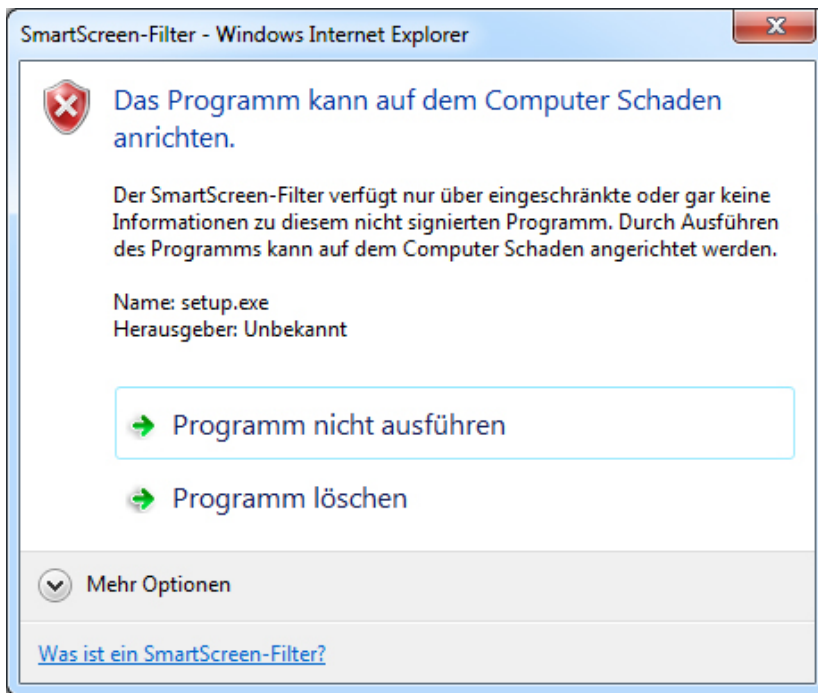 SmartScreen-Filter - Windows Internet Explorer
Das Programm kann auf dem Computer Schaden
anrichten.
Der SmartScreen-Filter verfügt nur über eingeschränkte oder gar keine
Informationen zu diesem nicht signierten Programm. Durch Ausführen
des Programms kann auf dem Computer Schaden angerichtet werden.
Name: setup.exe
Herausgeber: Unbekannt
Programm nicht ausführen
Programm löschen
Mehr Optionen
Was ist ein SmartScreen-Filter?